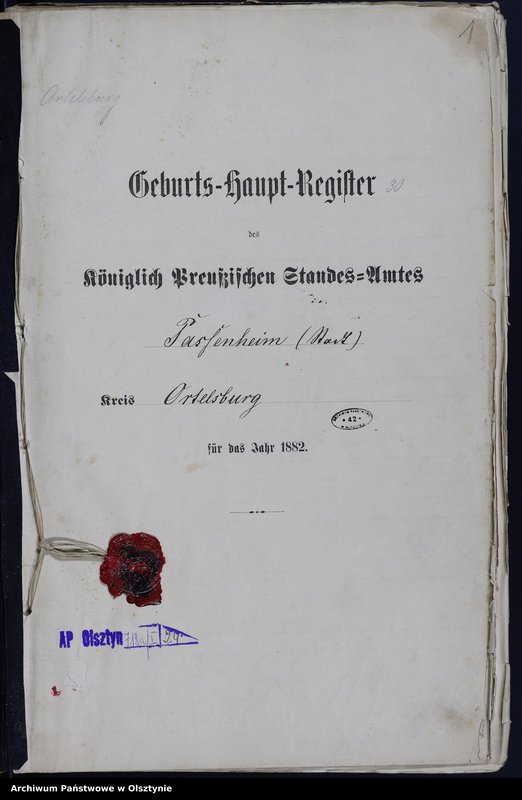 1
Ortelsburg
Geburts-Haupt-Register 30
des
Königlich Preußischen Standes-Amtes
Passenheim (Stadt)
Kreis Ortelsburg
42
für das Jahr 1882.
AP Olsztyn
Archiwum Państwowe w Olsztynie